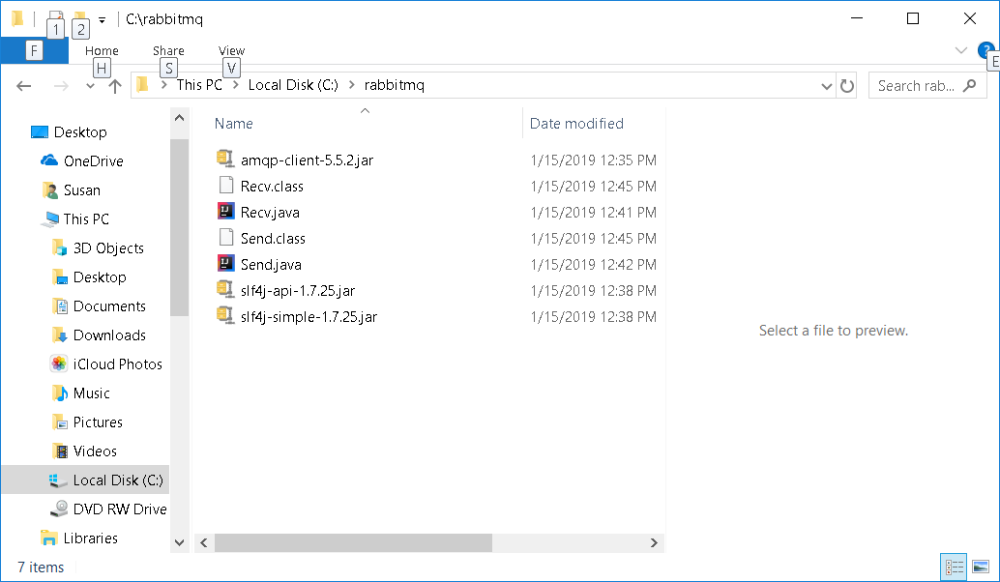 1 2 C:\rabbitmq
F Home Share View ?
H S V E
This PC Local Disk (C:) rabbitmq Search rab...
Name Date modified
Desktop
OneDrive
Susan
This PC
3D Objects
Desktop
Documents
Downloads
iCloud Photos
Music
Pictures
Videos
Local Disk (C:)
DVD RW Drive
Libraries
amqp-client-5.5.2.jar 1/15/2019 12:35 PM
Recv.class 1/15/2019 12:45 PM
Recv.java 1/15/2019 12:41 PM
Send.class 1/15/2019 12:45 PM
Send.java 1/15/2019 12:42 PM
slf4j-api-1.7.25.jar 1/15/2019 12:38 PM
slf4j-simple-1.7.25.jar 1/15/2019 12:38 PM
Select a file to preview.
7 items